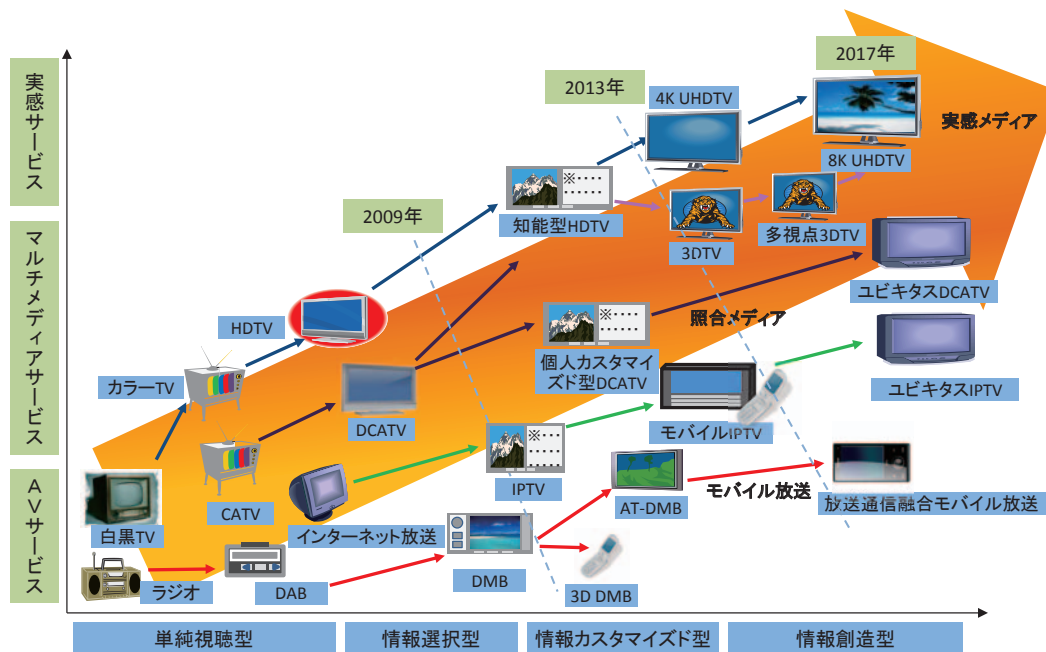 2017年
2013年
4K UHDTV
実感メディア
8K UHDTV
実感サービス
2009年
※‥‥
‥‥‥
知能型HDTV
3DTV
多視点3DTV
ユビキタスDCATV
HDTV
照合メディア
※‥‥
‥‥‥
マルチメディアサービス
カラーTV
個人カスタマイ
ズド型DCATV
ユビキタスIPTV
DCATV
モバイルIPTV
※‥
‥‥
‥‥
IPTV
AT-DMB
モバイル放送
放送通信融合モバイル放送
AVサービス
白黒TV
CATV
インターネット放送
ラジオ
DAB
DMB
3D DMB
単純視聴型
情報選択型
情報カスタマイズド型
情報創造型